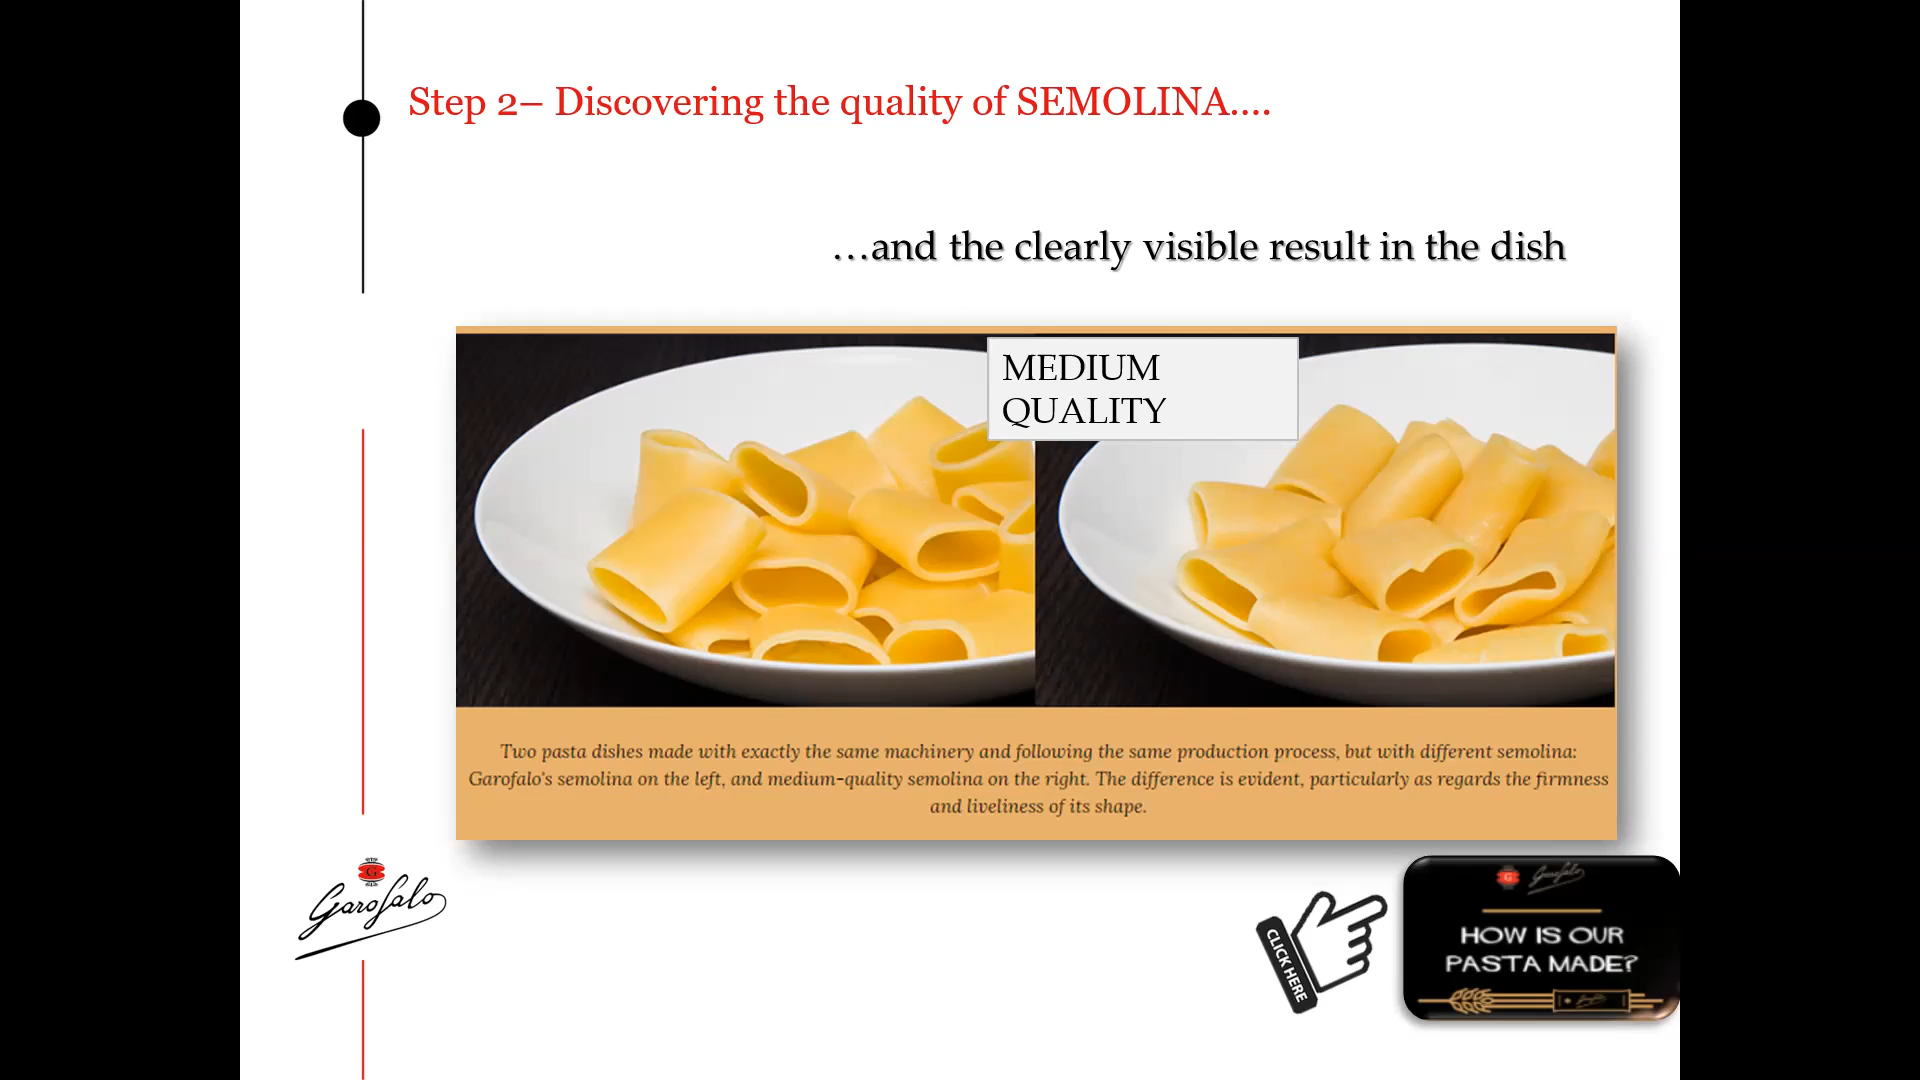 Step 2– Discovering the quality of SEMOLINA....
…and the clearly visible result in the dish
MEDIUM
QUALITY
Two pasta dishes made with exactly the same machinery and following the same production process, but with different semolina:
Garofalo's semolina on the left, and medium-quality semolina on the right. The difference is evident, particularly as regards the firmness
and liveliness of its shape.
G
Garofalo
CLICK HERE
G
Garofalo
HOW IS OUR
PASTA MADE?